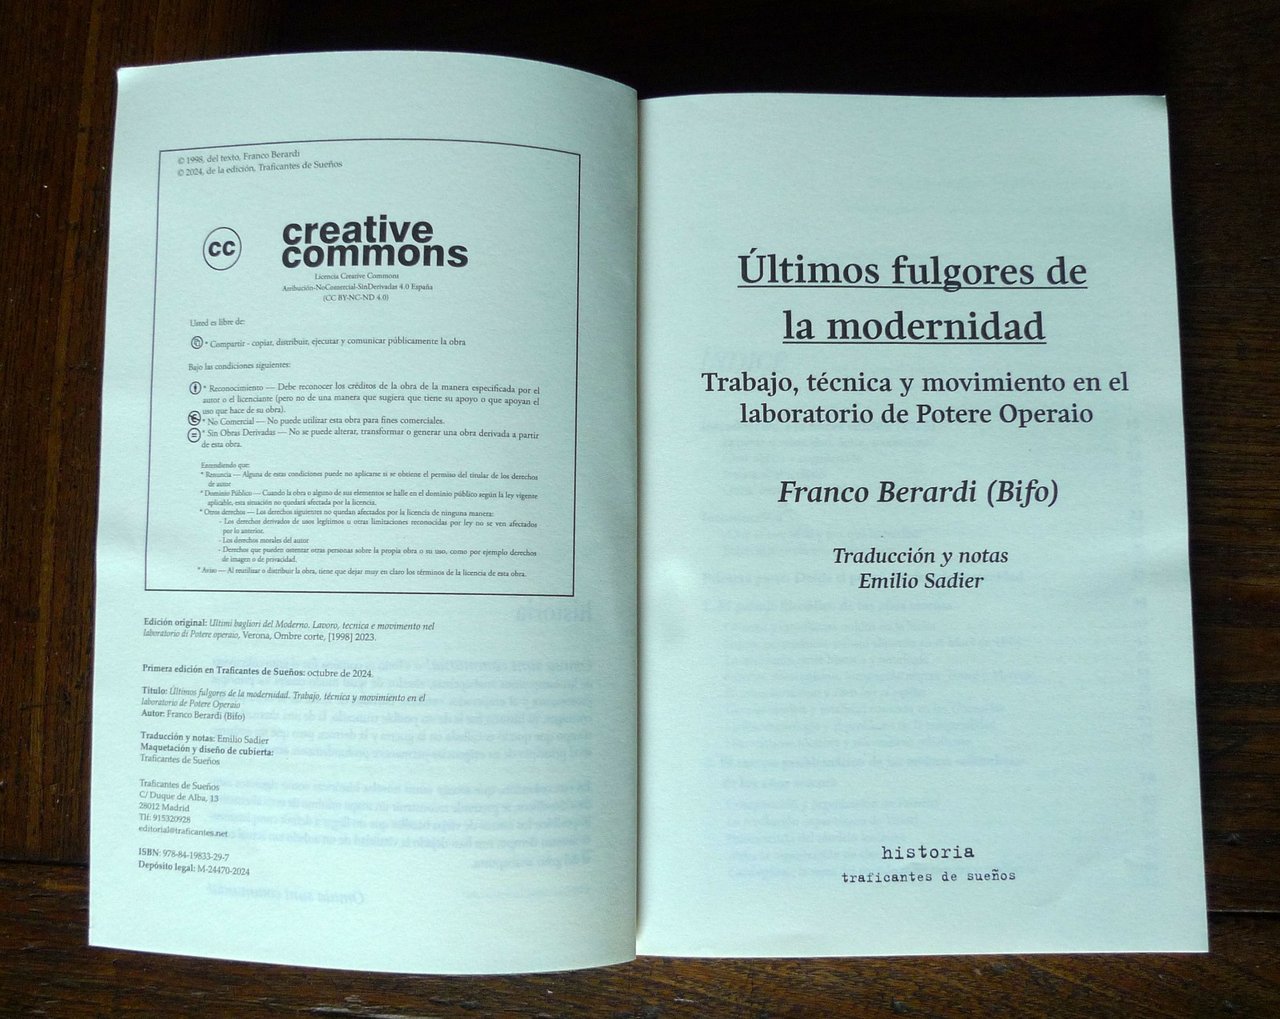 © 1998, del texto, Franco Berardi
© 2024, de la edición, Traficantes de Sueños
cc
creative
commons
Licencia Creative Commons
Atribución-NoComercial-SinDerivadas 4.0 España
(CC BY-NC-ND 4.0)
Usted es libre de:
* Compartir - copiar, distribuir, ejecutar y comunicar públicamente la obra
Bajo las condiciones siguientes:
* Reconocimiento — Debe reconocer los créditos de la obra de la manera especificada por el
autor o el licenciante (pero no de una manera que sugiera que tiene su apoyo o que apoyan el
uso que hace de su obra).
* No Comercial — No puede utilizar esta obra para fines comerciales.
* Sin Obras Derivadas — No se puede alterar, transformar o generar una obra derivada a partir
de esta obra.
Entendiendo que:
* Renuncia — Alguna de estas condiciones puede no aplicarse si se obtiene el permiso del titular de los derechos
de autor
* Dominio Público — Cuando la obra o alguno de sus elementos se halle en el dominio público según la ley vigente
aplicable, esta situación no quedará afectada por la licencia.
* Otros derechos — Los derechos siguientes no quedan afectados por la licencia de ninguna manera:
- Los derechos derivados de usos legítimos u otras limitaciones reconocidas por ley no se ven afectados
por lo anterior.
- Los derechos morales del autor
- Derechos que pueden ostentar otras personas sobre la propia obra o su uso, como por ejemplo derechos
de imagen o de privacidad.
* Aviso — Al reutilizar o distribuir la obra, tiene que dejar muy en claro los términos de la licencia de esta obra.
Edición original: Ultimi bagliori del Moderno. Lavoro, tecnica e movimento nel
laboratorio di Potere operaio, Verona, Ombre corte, [1998] 2023.
Primera edición en Traficantes de Sueños: octubre de 2024.
Título: Últimos fulgores de la modernidad. Trabajo, técnica y movimiento en el
laboratorio de Potere Operaio
Autor: Franco Berardi (Bifo)
Traducción y notas: Emilio Sadier
Maquetación y diseño de cubierta:
Traficantes de Sueños
Traficantes de Sueños
C/ Duque de Alba, 13
28012 Madrid
Tlf: 915320928
editorial@traficantes.net
ISBN: 978-84-19833-29-7
Depósito legal: M-24470-2024
Últimos fulgores de
la modernidad
Trabajo, técnica y movimiento en el
laboratorio de Potere Operaio
Franco Berardi (Bifo)
Traducción y notas
Emilio Sadier
historia
traficantes de sueños